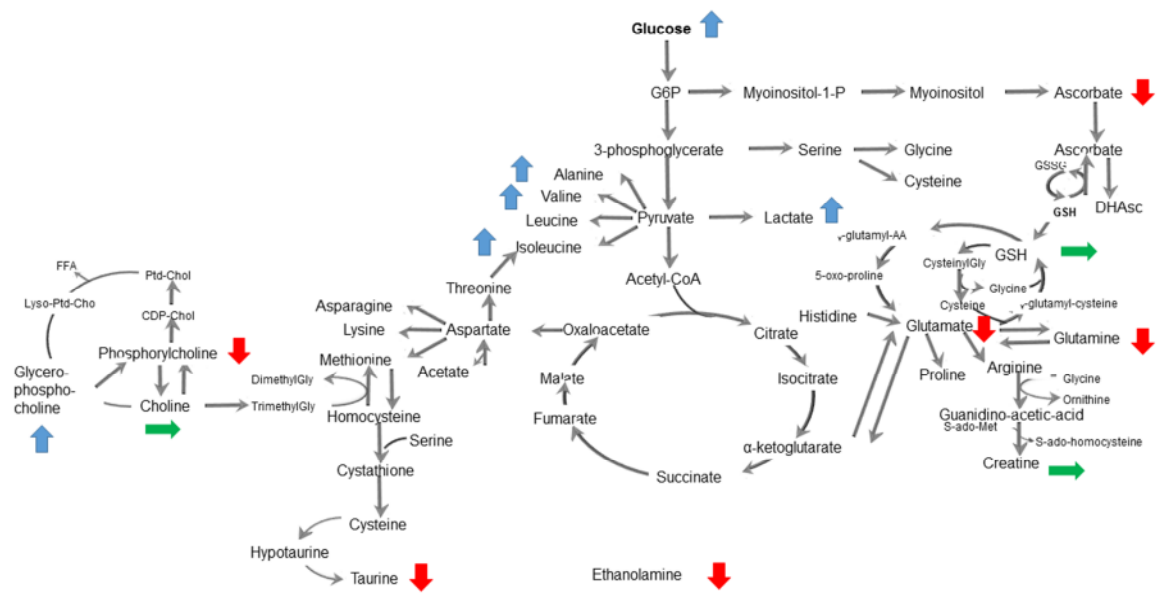 Glucose
G6P
Myoinositol-1-P
Myoinositol
Ascorbate
3-phosphoglycerate
Serine
Glycine
Cysteine
Ascorbate
GSSG
GSH
DHAsc
Alanine
Valine
Leucine
Isoleucine
Pyruvate
Lactate
γ-glutamyl-AA
GSH
CysteinylGly
5-oxo-proline
Glycine
Cysteine
γ-glutamyl-cysteine
Acetyl-CoA
FFA
Ptd-Chol
Lyso-Ptd-Cho
CDP-Chol
Threonine
Asparagine
Lysine
Aspartate
Oxaloacetate
Citrate
Histidine
Glutamate
Glutamine
Phosphorylcholine
Methionine
Acetate
Malate
Isocitrate
Proline
Arginine
Glycine
Ornithine
Glycero-
phospho-
choline
DimethylGly
Choline
TrimethylGly
Homocysteine
Fumarate
Guanidino-acetic-acid
S-ado-Met
S-ado-homocysteine
Serine
α-ketoglutarate
Creatine
Cystathione
Succinate
Cysteine
Hypotaurine
Taurine
Ethanolamine